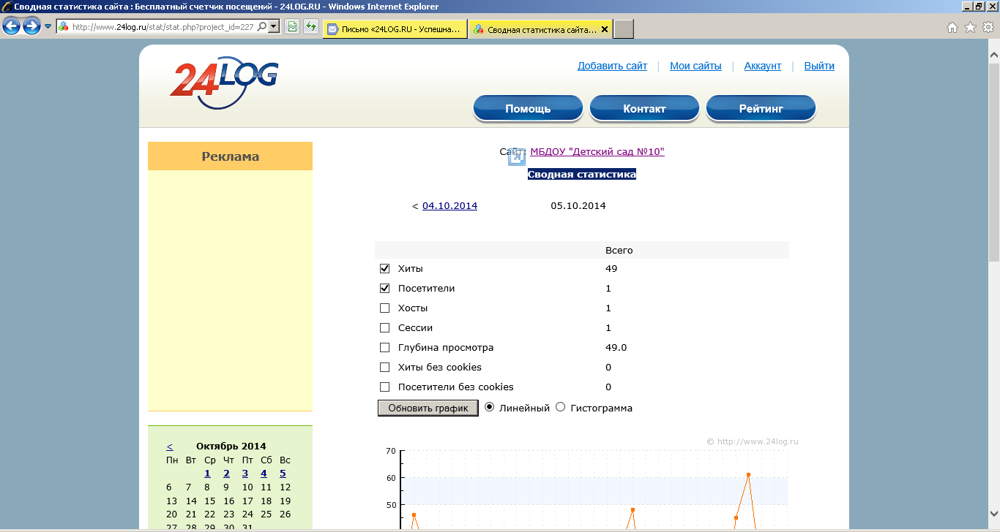 Сводная статистика сайта : Бесплатный счетчик посещений - 24LOG.RU - Windows Internet Explorer
http://www.24log.ru/stat/stat.php?project_id=227
Письмо «24LOG.RU - Успешна...
Сводная статистика сайта...
24LOG
Добавить сайт | Мои сайты | Аккаунт | Выйти
Помощь Контакт Рейтинг
Реклама
Сайт: МБДОУ "Детский сад №10"
Сводная статистика
< 04.10.2014 05.10.2014
Всего
Хиты 49
Посетители 1
Хосты 1
Сессии 1
Глубина просмотра 49.0
Хиты без cookies 0
Посетители без cookies 0
Обновить график Линейный Гистограмма
< Октябрь 2014
Пн Вт Ср Чт Пт Сб Вс
1 2 3 4 5
6 7 8 9 10 11 12
13 14 15 16 17 18 19
20 21 22 23 24 25 26
27 28 29 30 31
© http://www.24log.ru
70
60
50